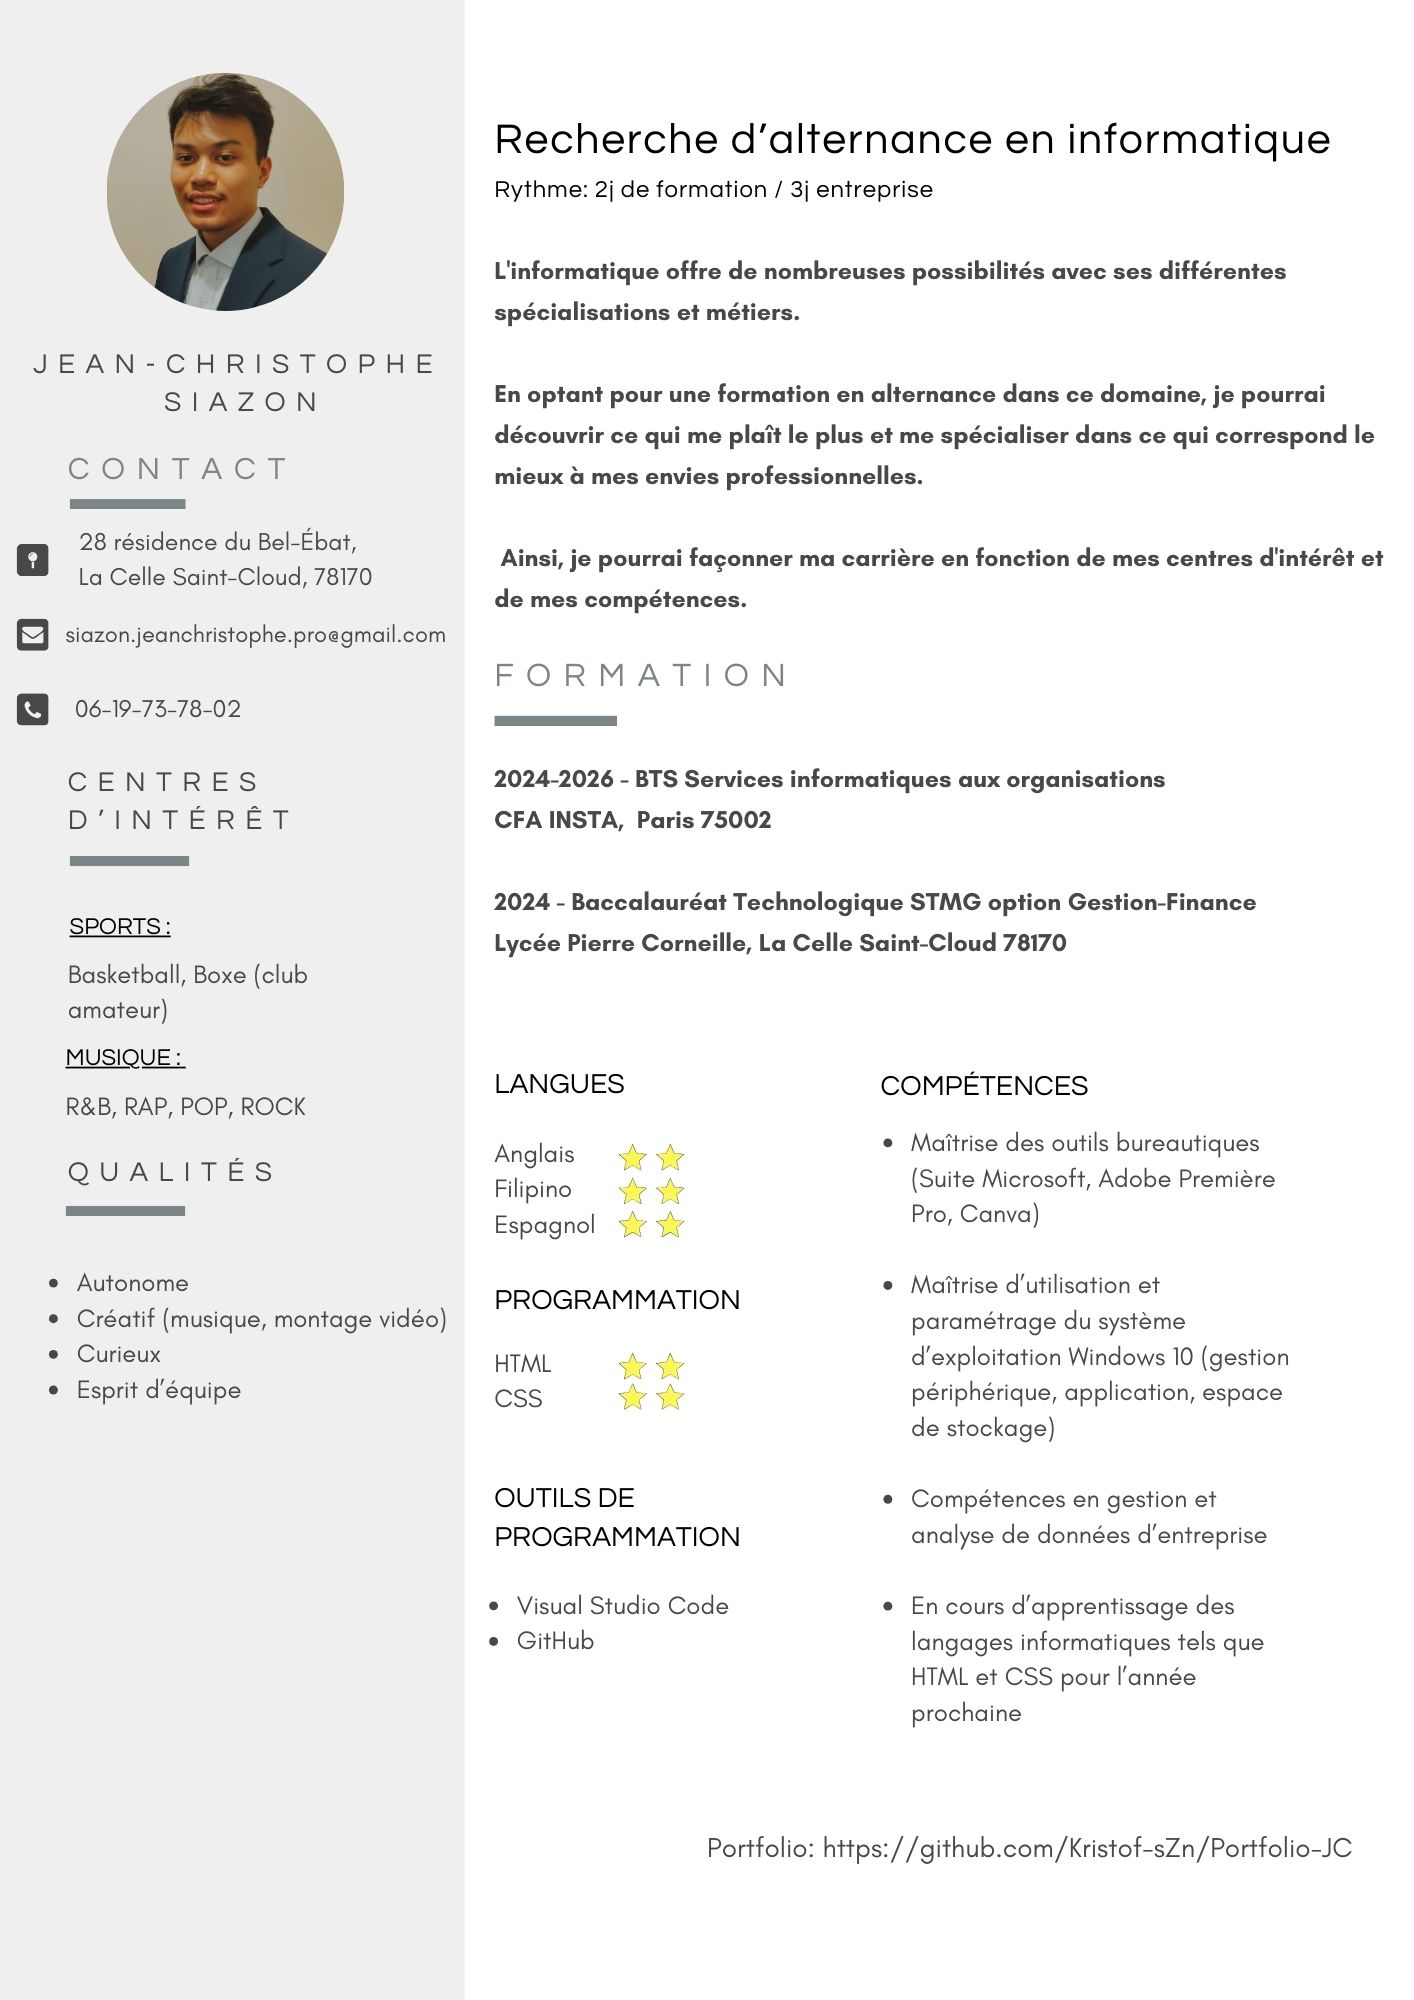 JEAN-CHRISTOPHE
SIAZON
CONTACT
28 résidence du Bel-Ébat,
La Celle Saint-Cloud, 78170
siazon.jeanchristophe.pro@gmail.com
06-19-73-78-02
CENTRES
D’INTÉRÊT
SPORTS :
Basketball, Boxe (club
amateur)
MUSIQUE :
R&B, RAP, POP, ROCK
QUALITÉS
• Autonome
• Créatif (musique, montage vidéo)
• Curieux
• Esprit d’équipe
Recherche d’alternance en informatique
Rythme: 2j de formation / 3j entreprise
L'informatique offre de nombreuses possibilités avec ses différentes
spécialisations et métiers.
En optant pour une formation en alternance dans ce domaine, je pourrai
découvrir ce qui me plaît le plus et me spécialiser dans ce qui correspond le
mieux à mes envies professionnelles.
Ainsi, je pourrai façonner ma carrière en fonction de mes centres d'intérêt et
de mes compétences.
FORMATION
2024-2026 - BTS Services informatiques aux organisations
CFA INSTA, Paris 75002
2024 - Baccalauréat Technologique STMG option Gestion-Finance
Lycée Pierre Corneille, La Celle Saint-Cloud 78170
LANGUES
Anglais
Filipino
Espagnol
PROGRAMMATION
HTML
CSS
OUTILS DE
PROGRAMMATION
• Visual Studio Code
• GitHub
COMPÉTENCES
• Maîtrise des outils bureautiques
(Suite Microsoft, Adobe Première
Pro, Canva)
• Maîtrise d’utilisation et
paramétrage du système
d’exploitation Windows 10 (gestion
périphérique, application, espace
de stockage)
• Compétences en gestion et
analyse de données d’entreprise
• En cours d’apprentissage des
langages informatiques tels que
HTML et CSS pour l’année
prochaine
Portfolio: https://github.com/Kristof-sZn/Portfolio-JC